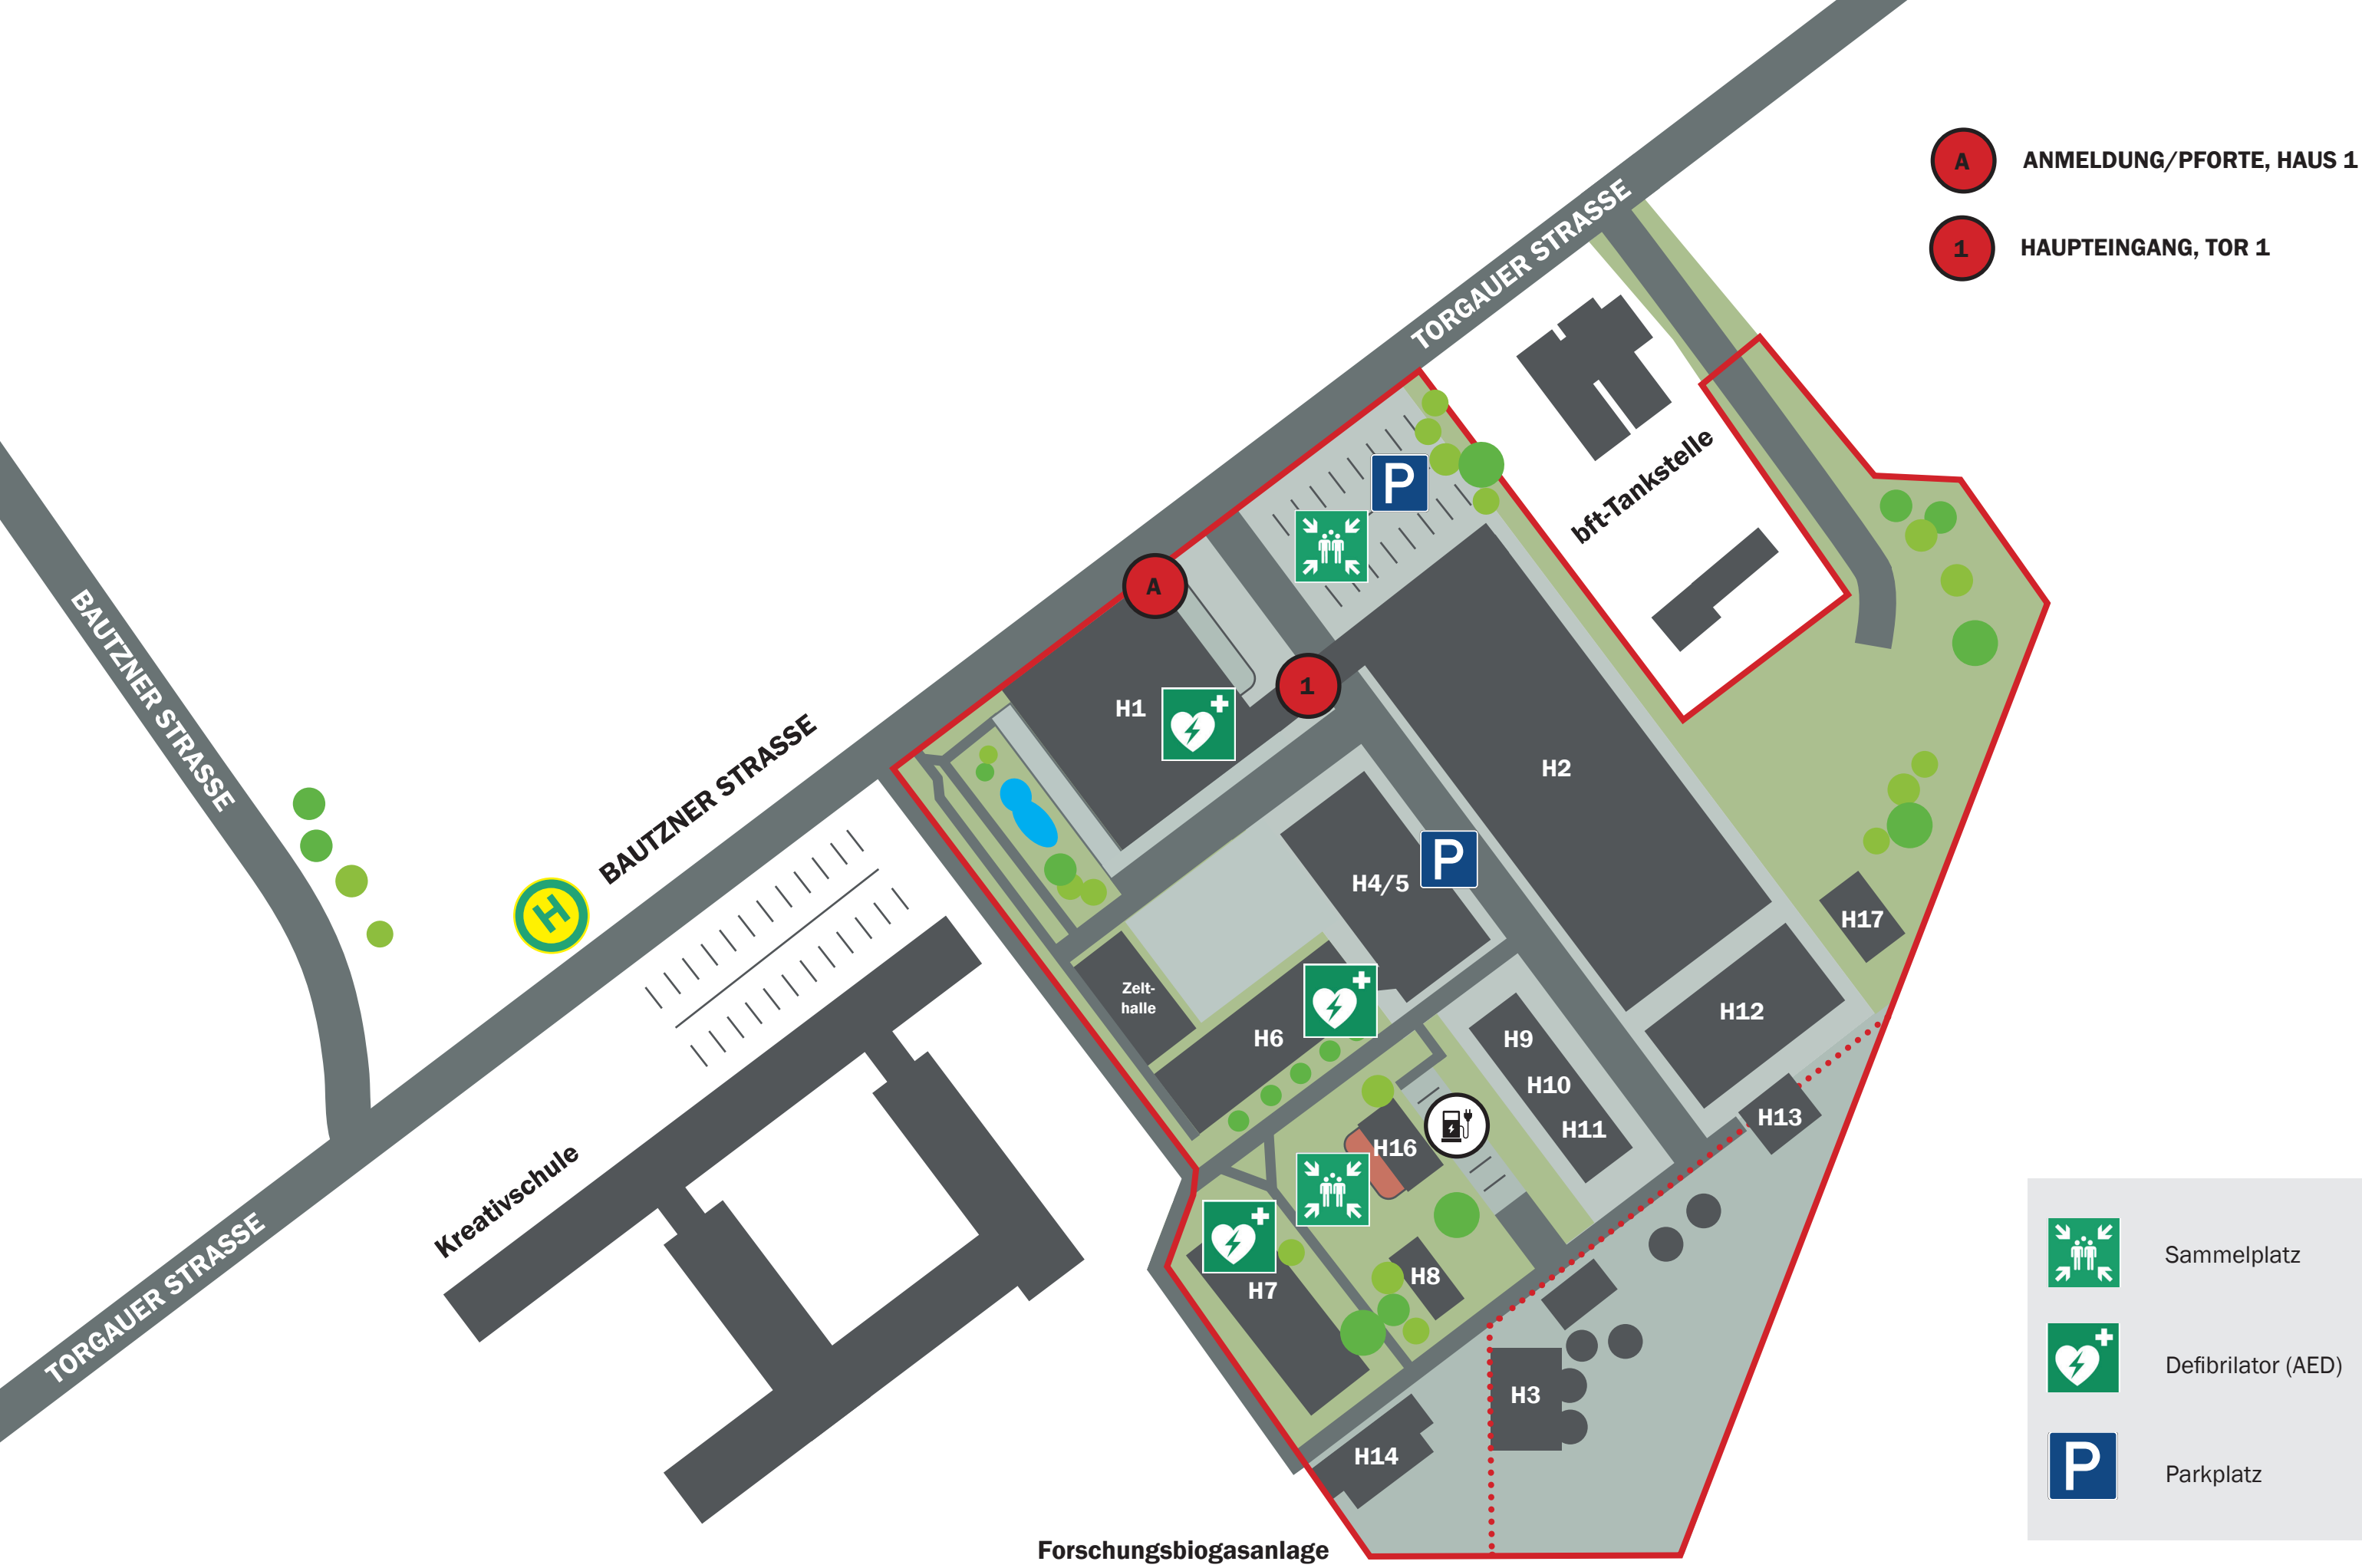 A ANMELDUNG/PFORTE, HAUS 1
1 HAUPTEINGANG, TOR 1
TORGAUER STRASSE
P
bft-Tankstelle
A
1
H1
H2
BAUTZNER STRASSE
BAUTZNER STRASSE
H
P
H4/5
H17
Zelt-
halle
H6
H9
H10
H11
H12
H13
H16
Kreativschule
TORGAUER STRASSE
H7
H8
H3
H14
Forschungsbiogasanlage
Sammelplatz
Defibrilator (AED)
P Parkplatz